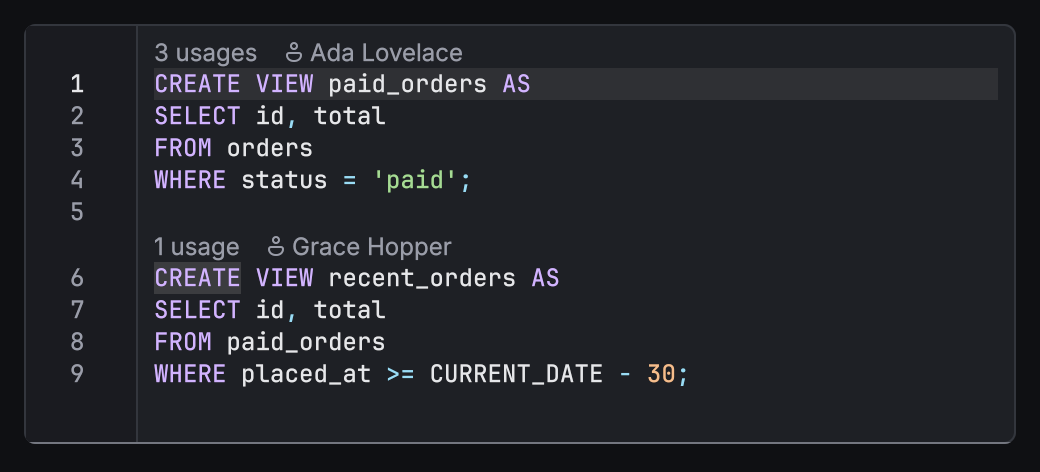 3 usages Ada Lovelace
1 CREATE VIEW paid_orders AS
2 SELECT id, total
3 FROM orders
4 WHERE status = 'paid';
5
1 usage Grace Hopper
6 CREATE VIEW recent_orders AS
7 SELECT id, total
8 FROM paid_orders
9 WHERE placed_at >= CURRENT_DATE - 30;